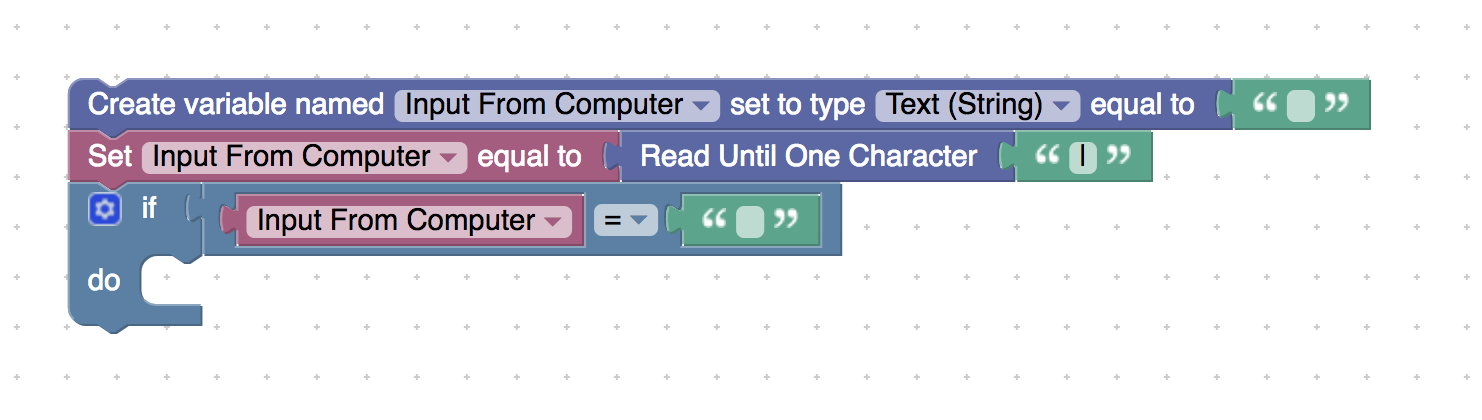 Create variable named Input From Computer set to type Text (String) equal to “ ”
Set Input From Computer equal to Read Until One Character “ | ”
if Input From Computer = “ ”
do